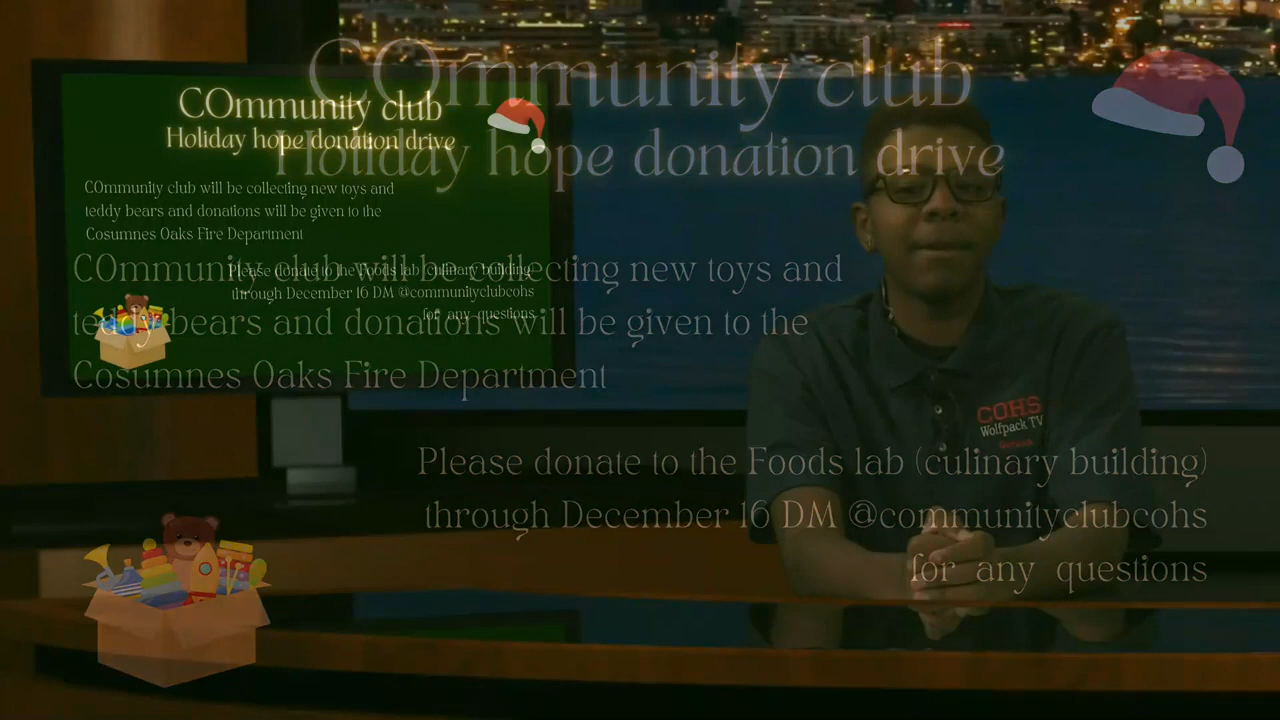 COmmunity club
Holiday hope donation drive
COmmunity club will be collecting new toys and
teddy bears and donations will be given to the
Cosumnes Oaks Fire Department
Please donate to the Foods lab (culinary building)
through December 16 DM @communityclubcohs
for any questions
COmmunity club
Holiday hope donation drive
COmmunity club will be collecting new toys and
teddy bears and donations will be given to the
Cosumnes Oaks Fire Department
Please donate to the Foods lab (culinary building)
through December 16 DM @communityclubcohs
for any questions
COHS
Wolfpack TV